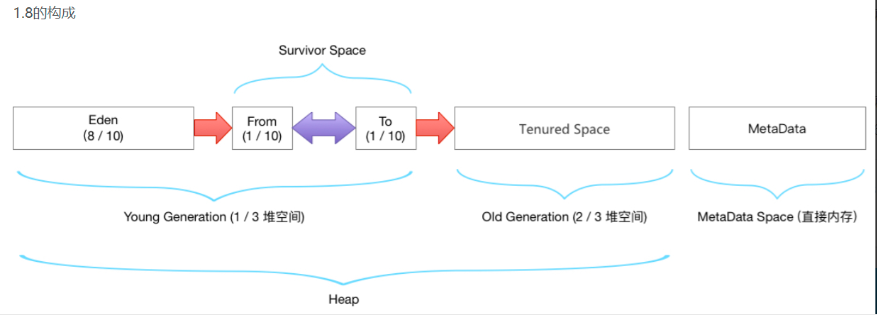 1.8的构成
Survivor Space
Eden
(8 / 10)
From
(1 / 10)
To
(1 / 10)
Tenured Space
MetaData
Young Generation (1 / 3 堆空间)
Old Generation (2 / 3 堆空间)
MetaData Space (直接内存)
Heap